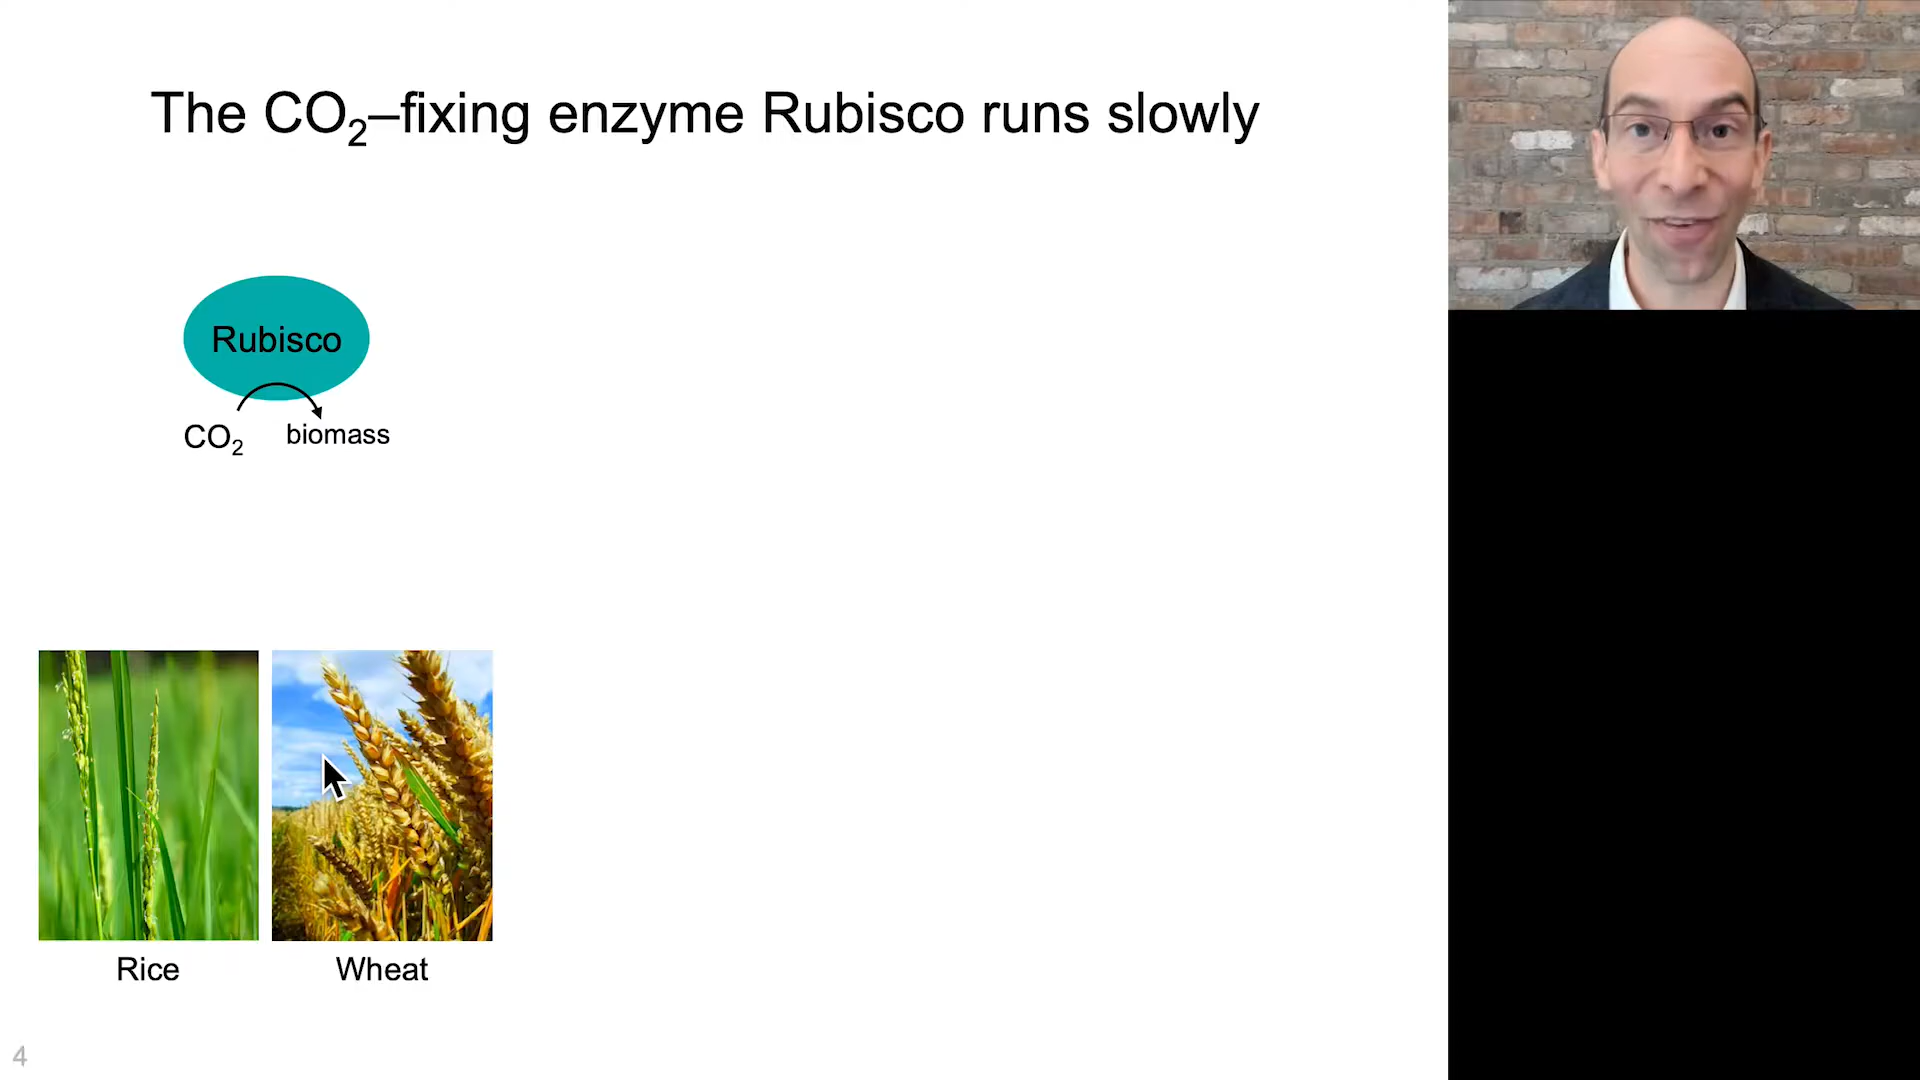 The CO₂–fixing enzyme Rubisco runs slowly
Rubisco
CO₂ biomass
Rice Wheat
4